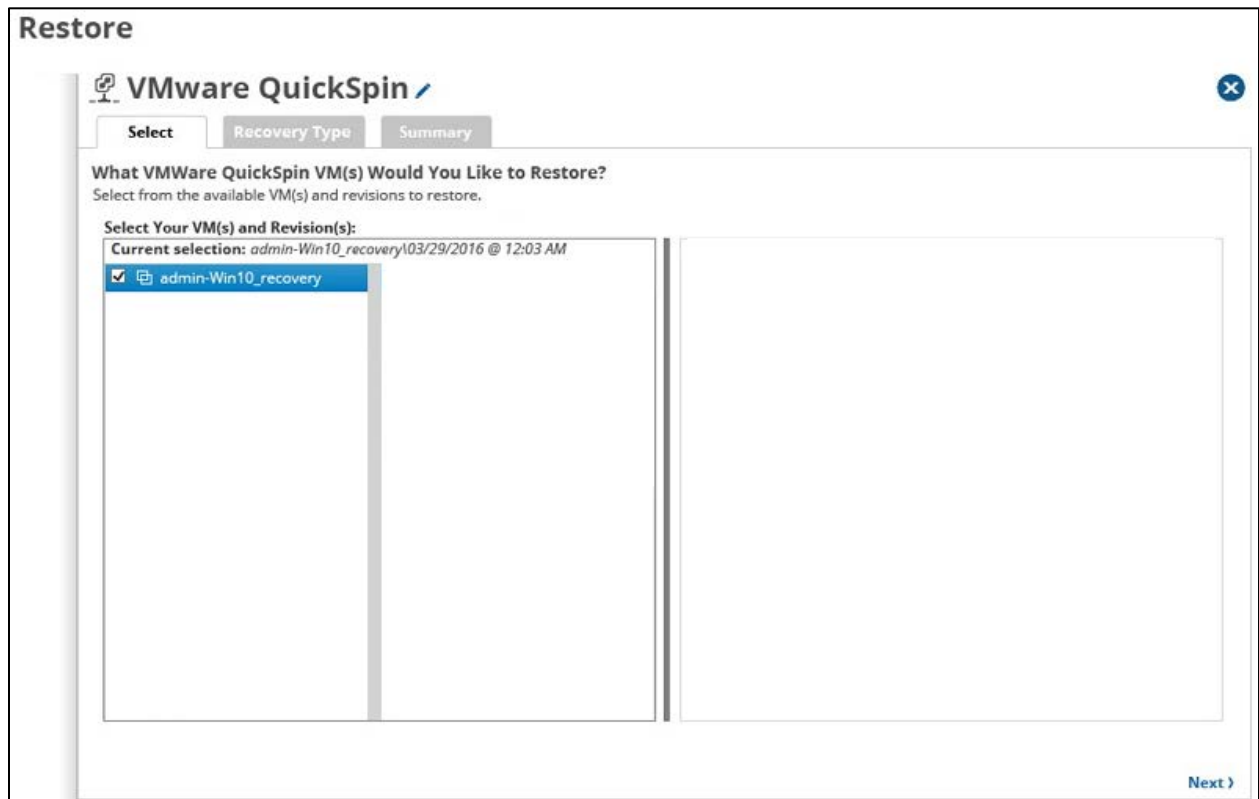 Restore
VMware QuickSpin
Select
Recovery Type
Summary
What VMWare QuickSpin VM(s) Would You Like to Restore?
Select from the available VM(s) and revisions to restore.
Select Your VM(s) and Revision(s):
Current selection: admin-Win10_recovery\03/29/2016 @ 12:03 AM
admin-Win10_recovery
Next ⟩